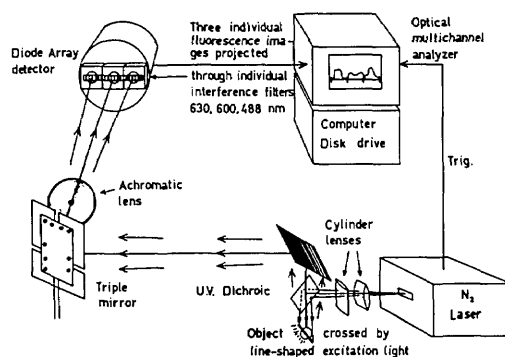 Diode Array
detector
Three individual
fluorescence ima-
ges projected
through individual
interference filters
630, 600, 488 nm
Optical
multichannel
analyzer
Computer
Disk drive
Trig.
Achromatic
lens
Triple
mirror
U.V. Dichroic
Cylinder
lenses
N₂
Laser
Object crossed by
line-shaped excitation light